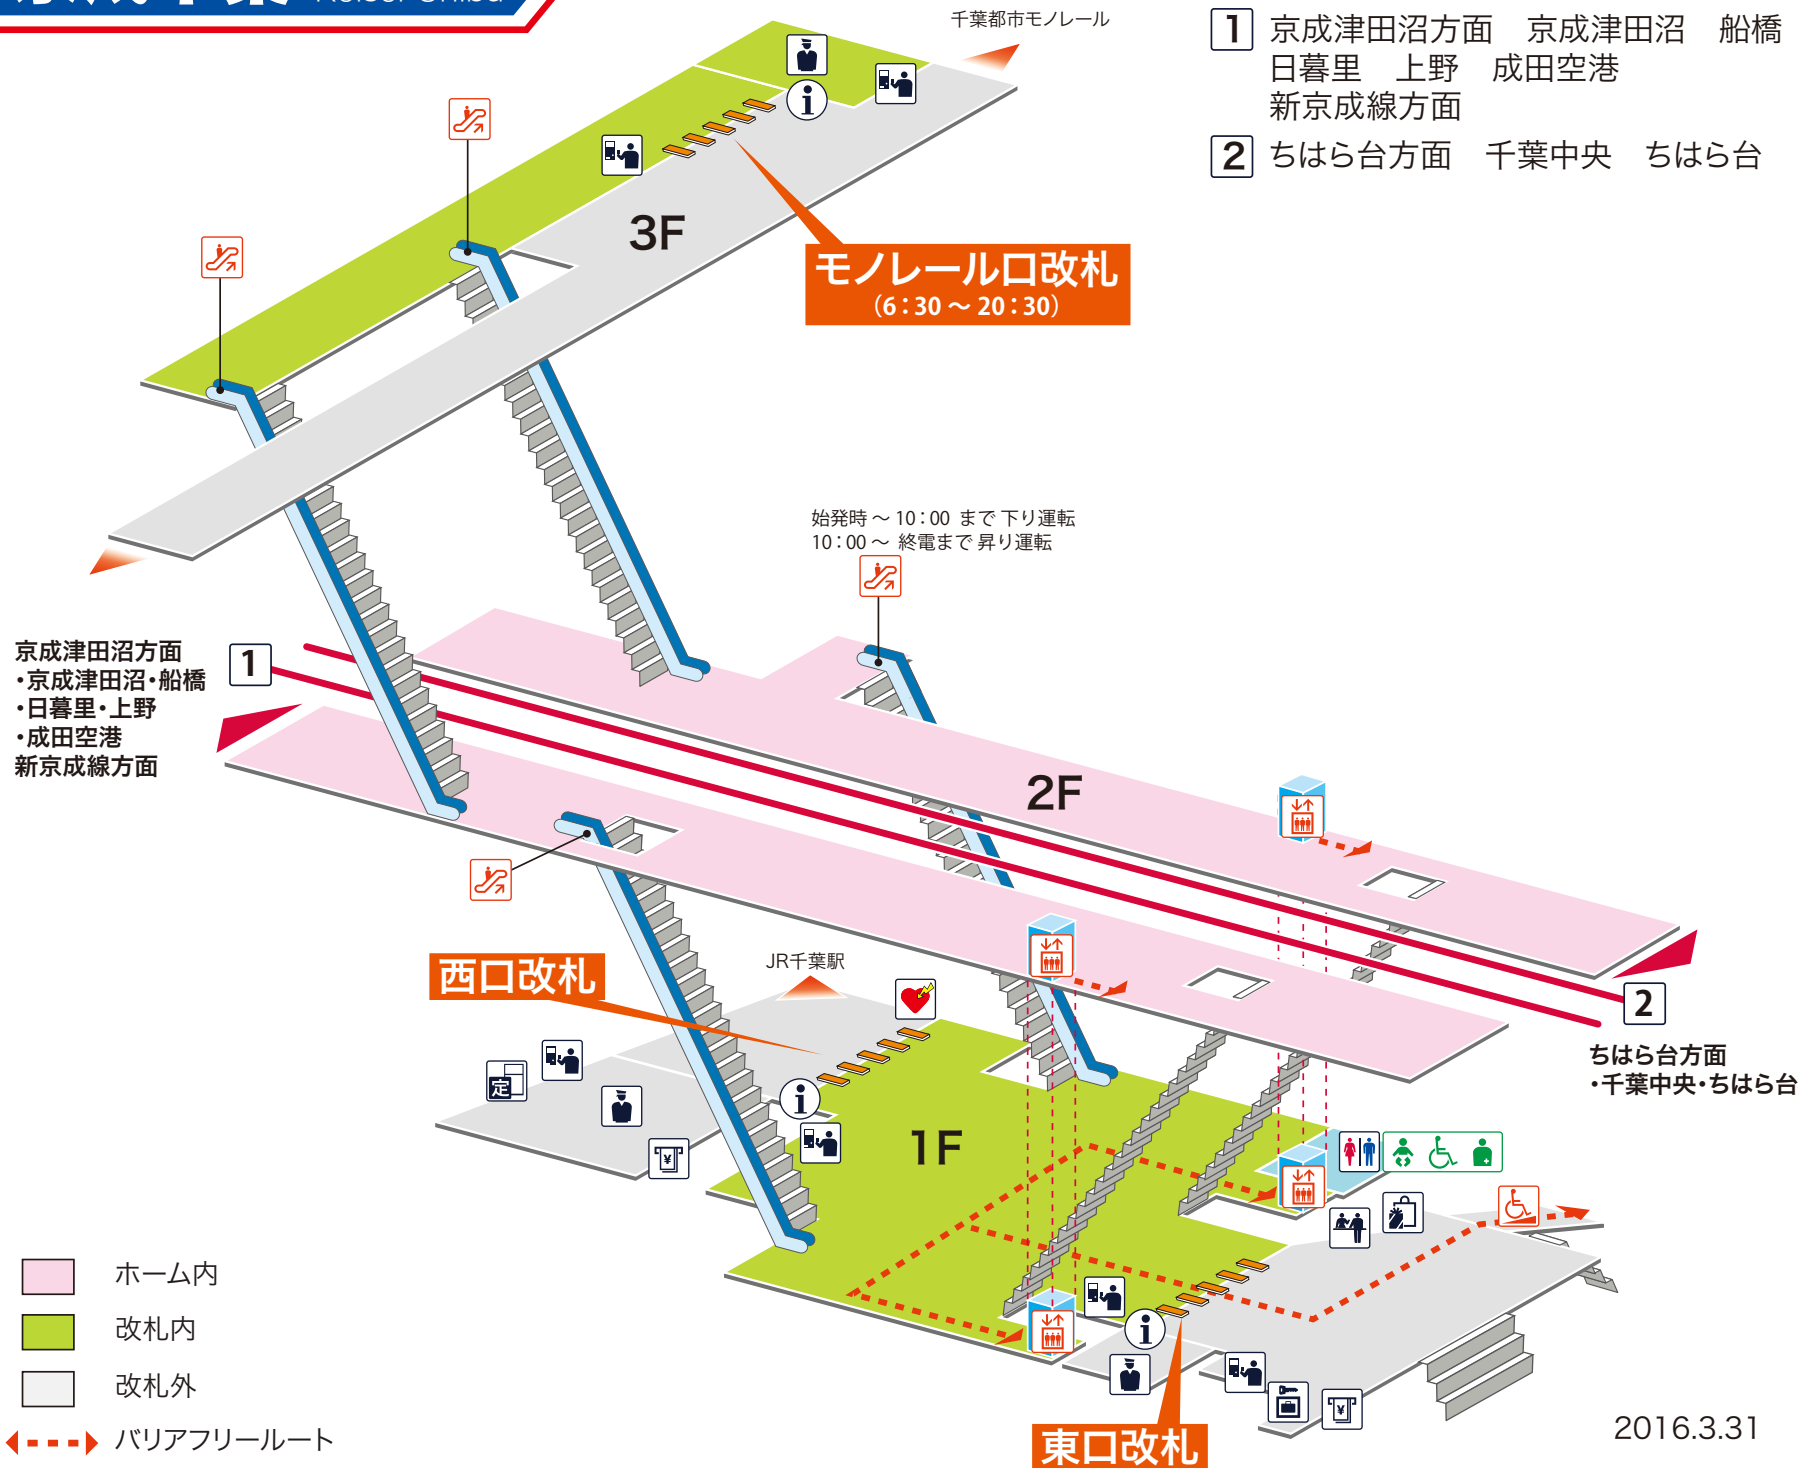 京成千葉 Keisei Chiba
千葉都市モノレール
1 京成津田沼方面 京成津田沼 船橋
日暮里 上野 成田空港
新京成線方面
2 ちはら台方面 千葉中央 ちはら台
3F
モノレール口改札
（6：30 〜 20：30）
始発時 〜 10：00 まで 下り運転
10：00 〜 終電まで 昇り運転
京成津田沼方面
・京成津田沼・船橋
・日暮里・上野
・成田空港
新京成線方面
1
2F
西口改札
JR千葉駅
2
ちはら台方面
・千葉中央・ちはら台
定
i
¥
1F
i
¥
東口改札
ホーム内
改札内
改札外
バリアフリールート
2016.3.31